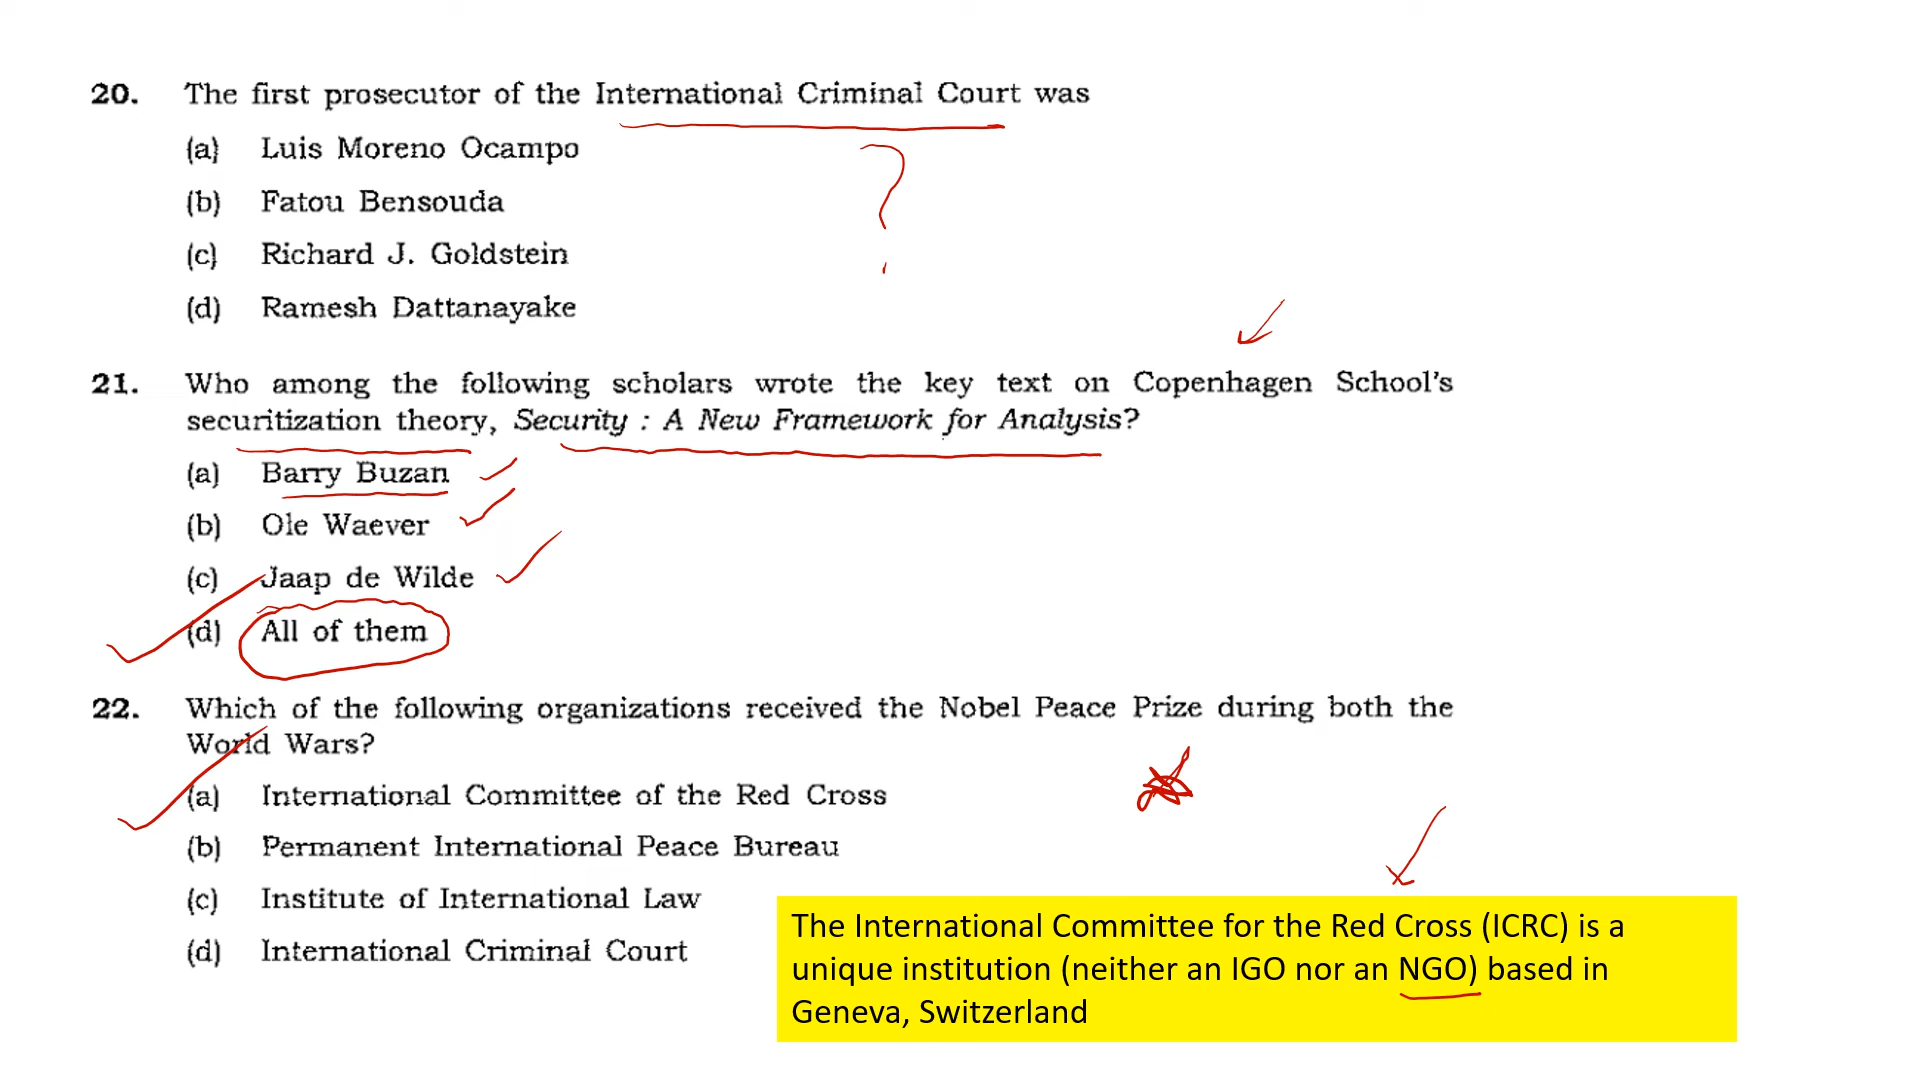 20. The first prosecutor of the International Criminal Court was
(a) Luis Moreno Ocampo
(b) Fatou Bensouda
(c) Richard J. Goldstein
(d) Ramesh Dattanayake
21. Who among the following scholars wrote the key text on Copenhagen School's
securitization theory, Security : A New Framework for Analysis?
(a) Barry Buzan
(b) Ole Waever
(c) Jaap de Wilde
(d) All of them
22. Which of the following organizations received the Nobel Peace Prize during both the
World Wars?
(a) International Committee of the Red Cross
(b) Permanent International Peace Bureau
(c) Institute of International Law
(d) International Criminal Court
The International Committee for the Red Cross (ICRC) is a
unique institution (neither an IGO nor an NGO) based in
Geneva, Switzerland